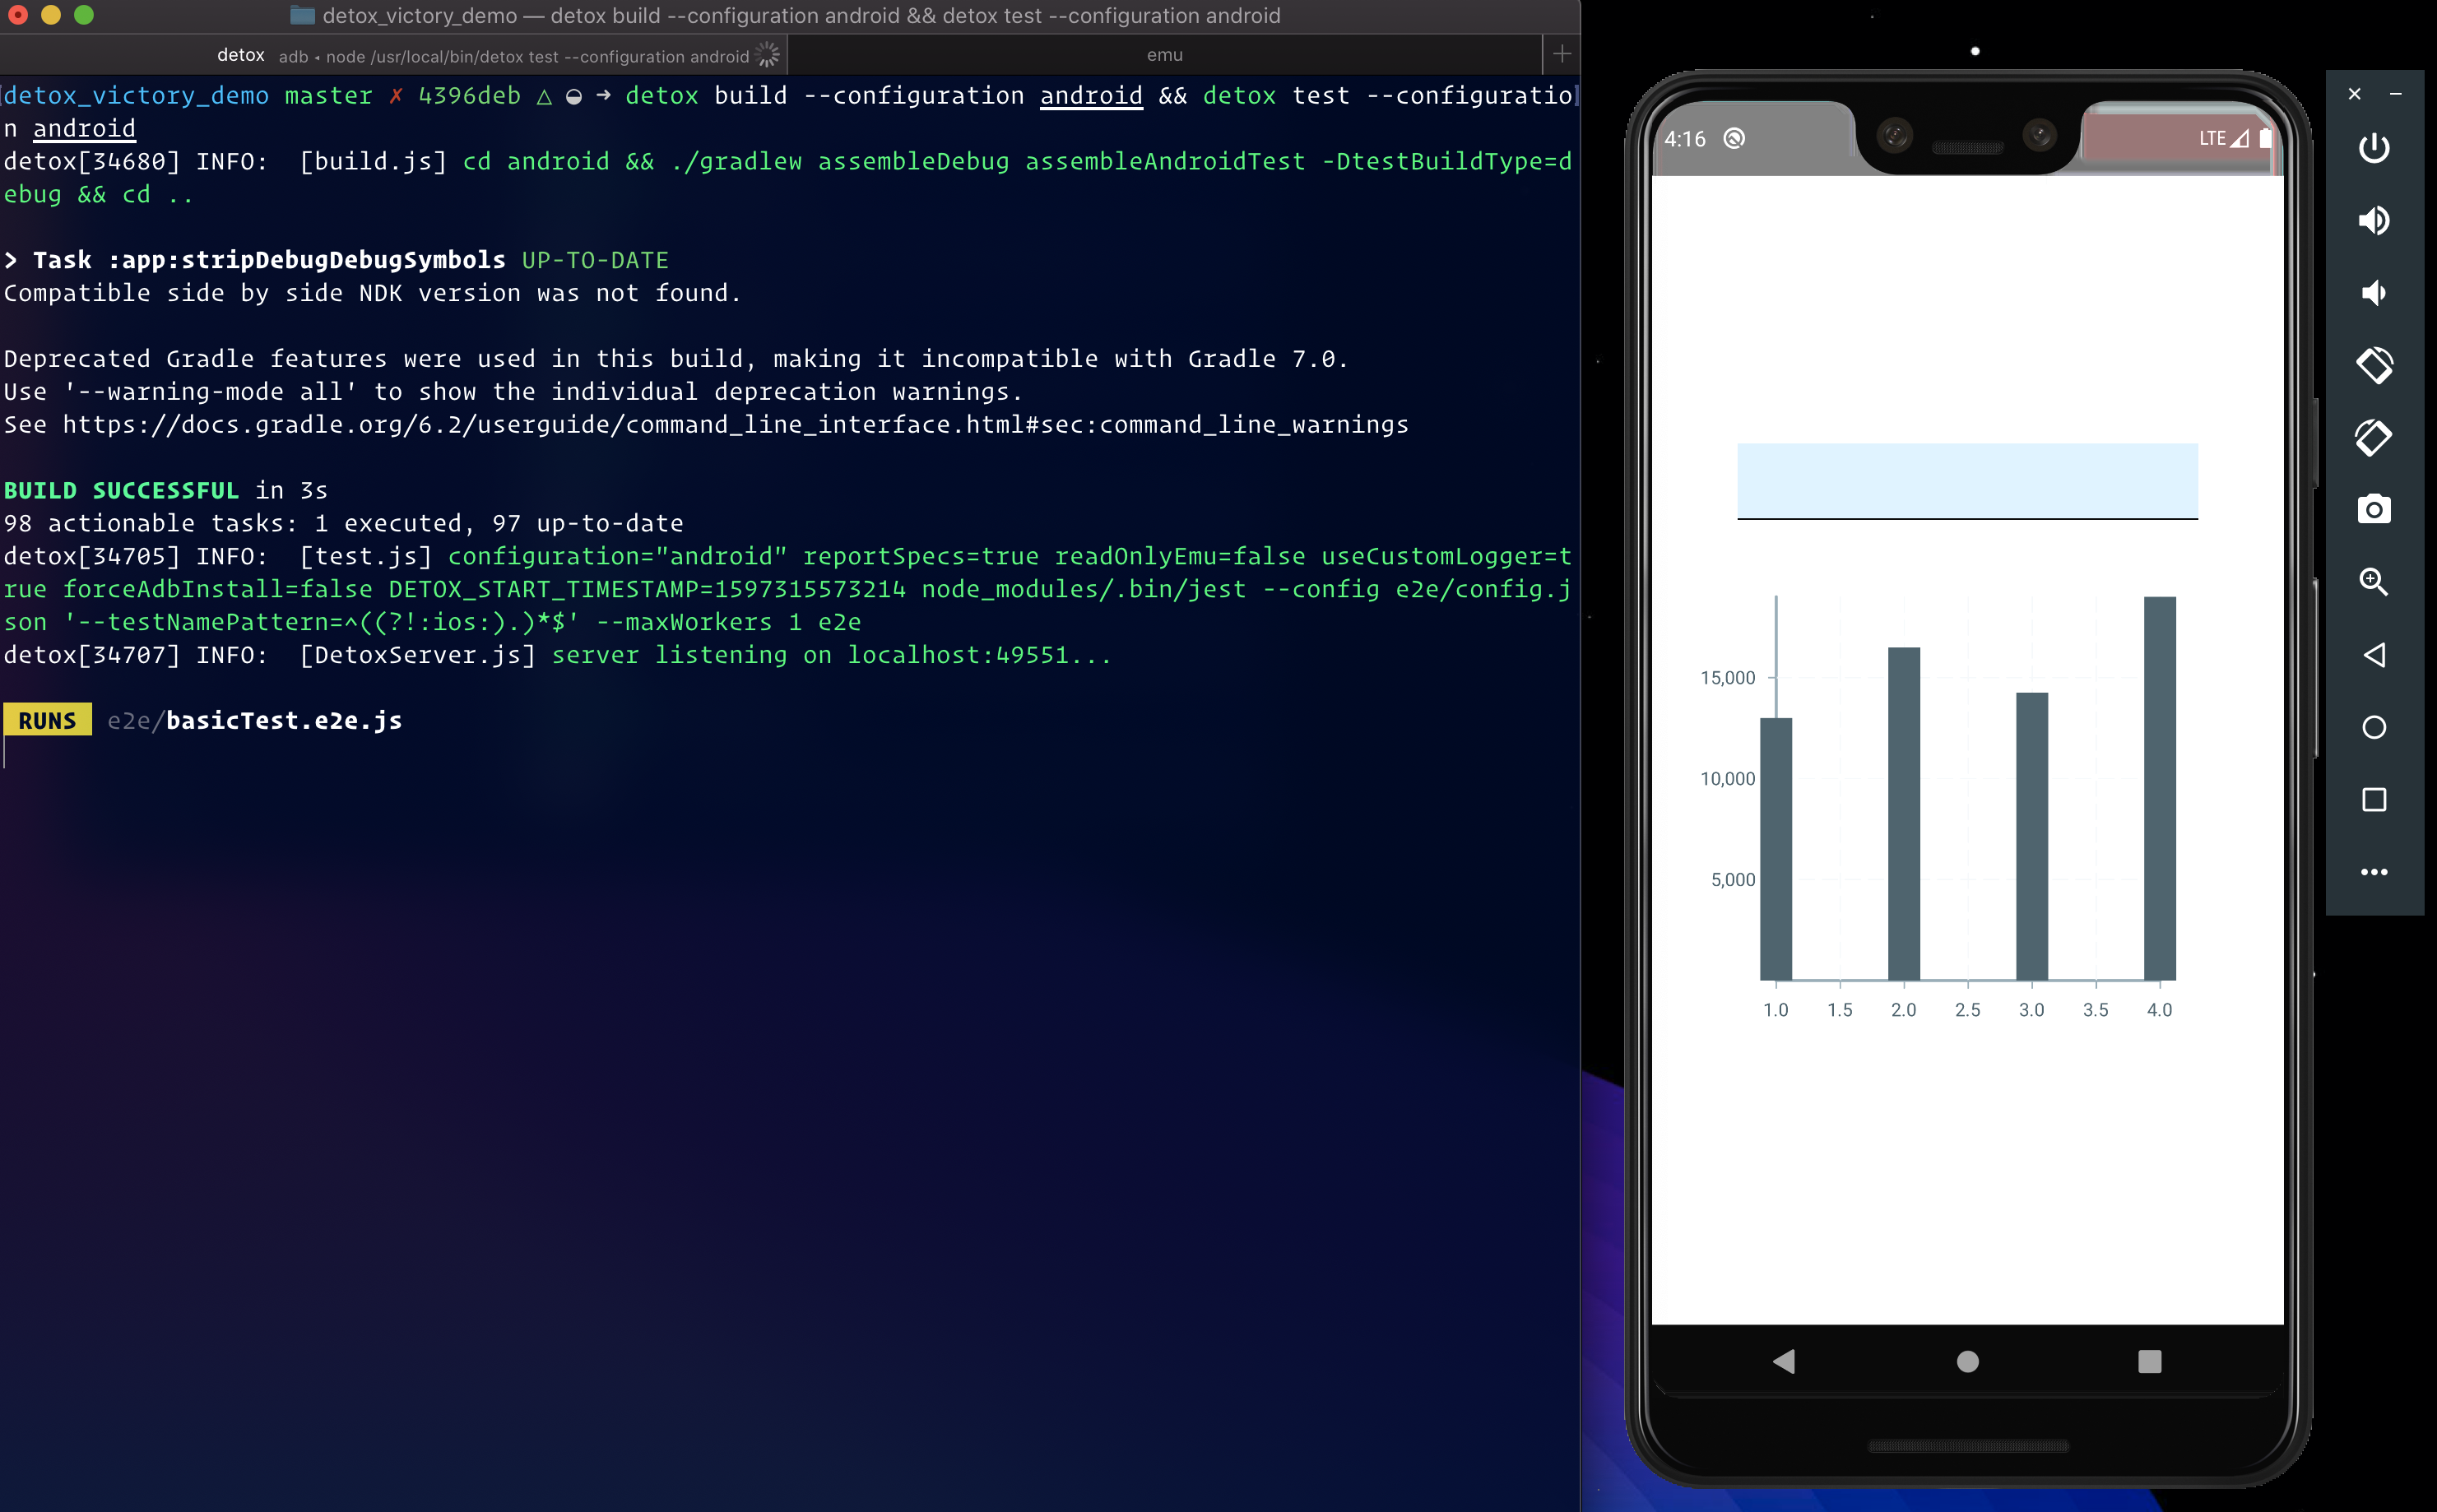 detox_victory_demo — detox build --configuration android && detox test --configuration android
detox adb ◂ node /usr/local/bin/detox test --configuration android
emu
detox_victory_demo master ✗ 4396deb △ ◒ ➜ detox build --configuration android && detox test --configuratio
n android
detox[34680] INFO:  [build.js] cd android && ./gradlew assembleDebug assembleAndroidTest -DtestBuildType=d
ebug && cd ..
> Task :app:stripDebugDebugSymbols UP-TO-DATE
Compatible side by side NDK version was not found.
Deprecated Gradle features were used in this build, making it incompatible with Gradle 7.0.
Use '--warning-mode all' to show the individual deprecation warnings.
See https://docs.gradle.org/6.2/userguide/command_line_interface.html#sec:command_line_warnings
BUILD SUCCESSFUL in 3s
98 actionable tasks: 1 executed, 97 up-to-date
detox[34705] INFO:  [test.js] configuration="android" reportSpecs=true readOnlyEmu=false useCustomLogger=t
rue forceAdbInstall=false DETOX_START_TIMESTAMP=1597315573214 node_modules/.bin/jest --config e2e/config.j
son '--testNamePattern=^((?!:ios:).)*$' --maxWorkers 1 e2e
detox[34707] INFO:  [DetoxServer.js] server listening on localhost:49551...
RUNS e2e/basicTest.e2e.js
4:16
LTE
15,000
10,000
5,000
1.0 1.5 2.0 2.5 3.0 3.5 4.0